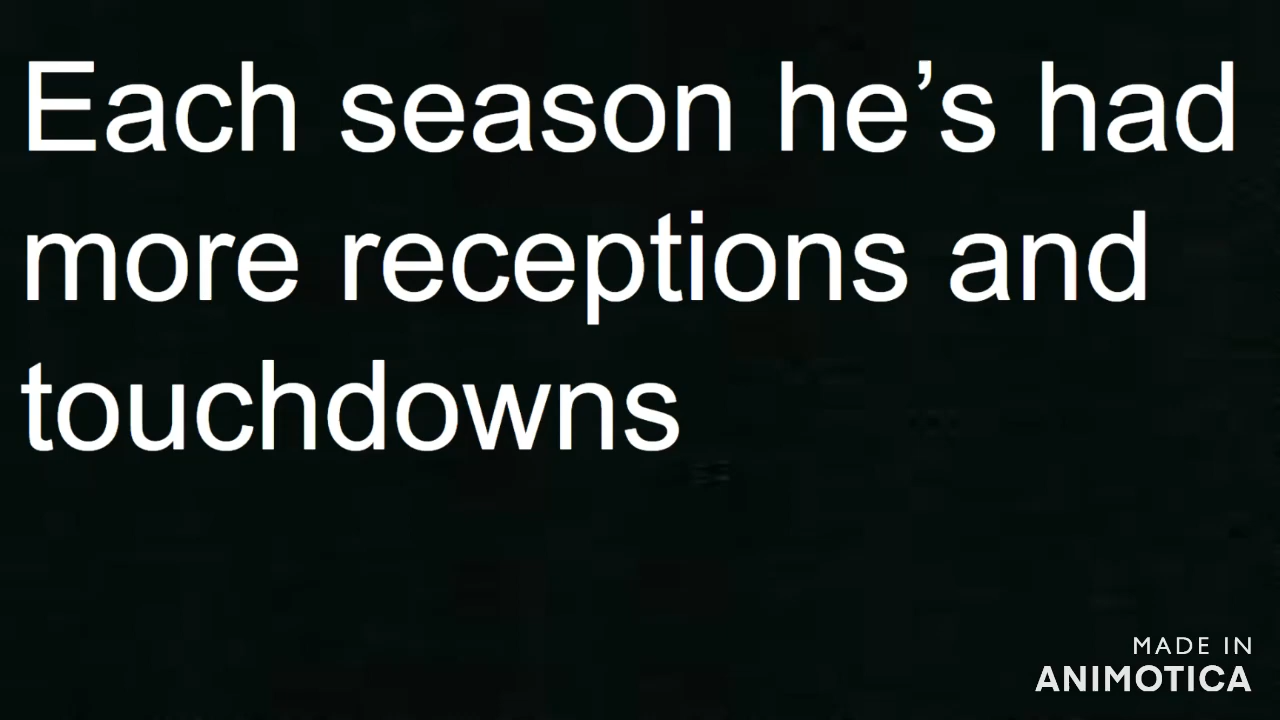 Each season he’s had
more receptions and
touchdowns
MADE IN
ANIMOTICA